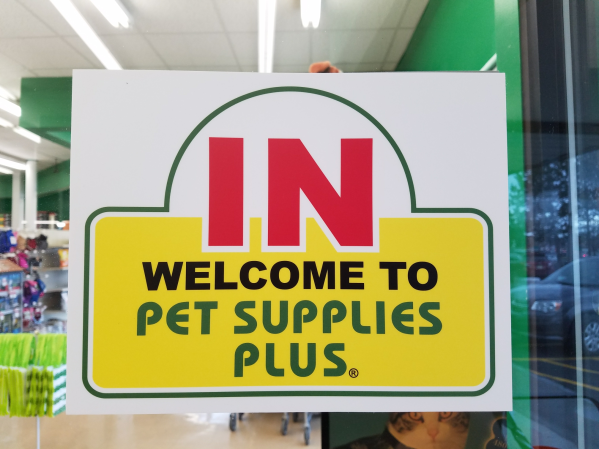 IN
WELCOME TO
PET SUPPLIES
PLUS®